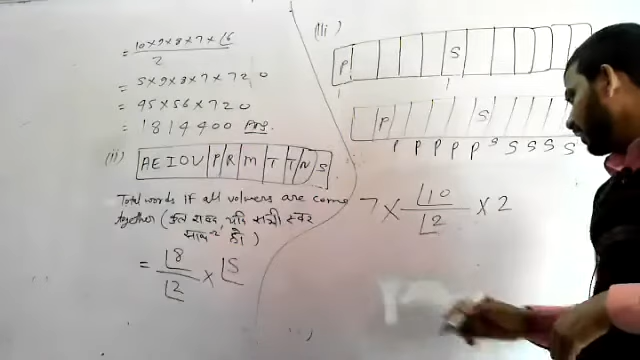 = 10×9×8×7×⌊6 / 2
= 5×9×8×7×720
= 45×56×720
= 1814400 Ans.
(ii) AEIOU P R M T T N S
Total words if all volwers are come
together (कुल शब्द, यदि सभी स्वर
साथ हो)
= ⌊8 / ⌊2 × ⌊5
(iii)
P S
P S
P P P P P S S S S S
7 × ⌊10 / ⌊2 × 2